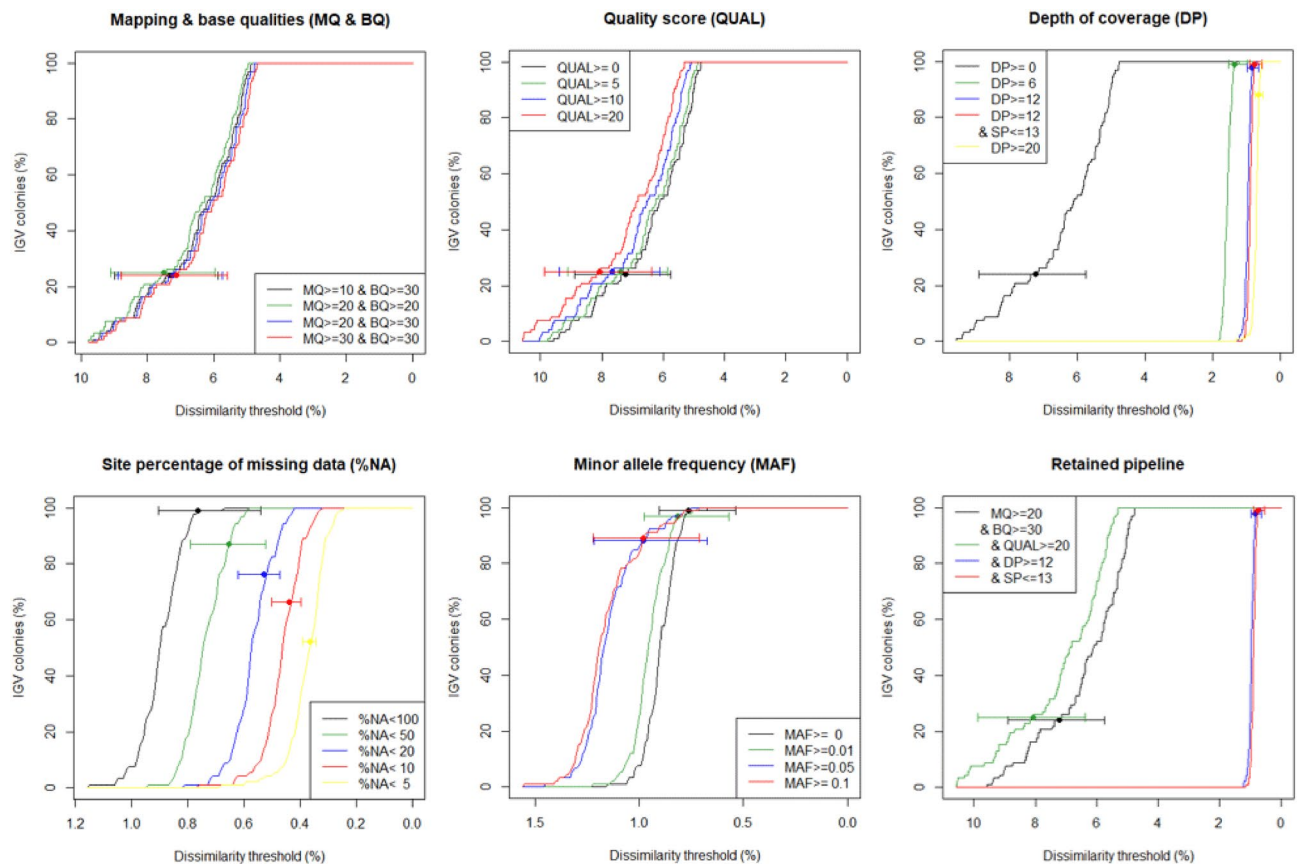 Mapping & base qualities (MQ & BQ)
IGV colonies (%)
100
80
60
40
20
0
MQ>=10 & BQ>=30
MQ>=20 & BQ>=20
MQ>=20 & BQ>=30
MQ>=30 & BQ>=30
10 8 6 4 2 0
Dissimilarity threshold (%)
Quality score (QUAL)
IGV colonies (%)
100
80
60
40
20
0
QUAL>= 0
QUAL>= 5
QUAL>=10
QUAL>=20
10 8 6 4 2 0
Dissimilarity threshold (%)
Depth of coverage (DP)
IGV colonies (%)
100
80
60
40
20
0
DP>= 0
DP>= 6
DP>=12
DP>=12
& SP<=13
DP>=20
8 6 4 2 0
Dissimilarity threshold (%)
Site percentage of missing data (%NA)
IGV colonies (%)
100
80
60
40
20
0
%NA<100
%NA< 50
%NA< 20
%NA< 10
%NA< 5
1.2 1.0 0.8 0.6 0.4 0.2 0.0
Dissimilarity threshold (%)
Minor allele frequency (MAF)
IGV colonies (%)
100
80
60
40
20
0
MAF>= 0
MAF>=0.01
MAF>=0.05
MAF>= 0.1
1.5 1.0 0.5 0.0
Dissimilarity threshold (%)
Retained pipeline
IGV colonies (%)
100
80
60
40
20
0
MQ>=20
& BQ>=30
& QUAL>=20
& DP>=12
& SP<=13
10 8 6 4 2 0
Dissimilarity threshold (%)